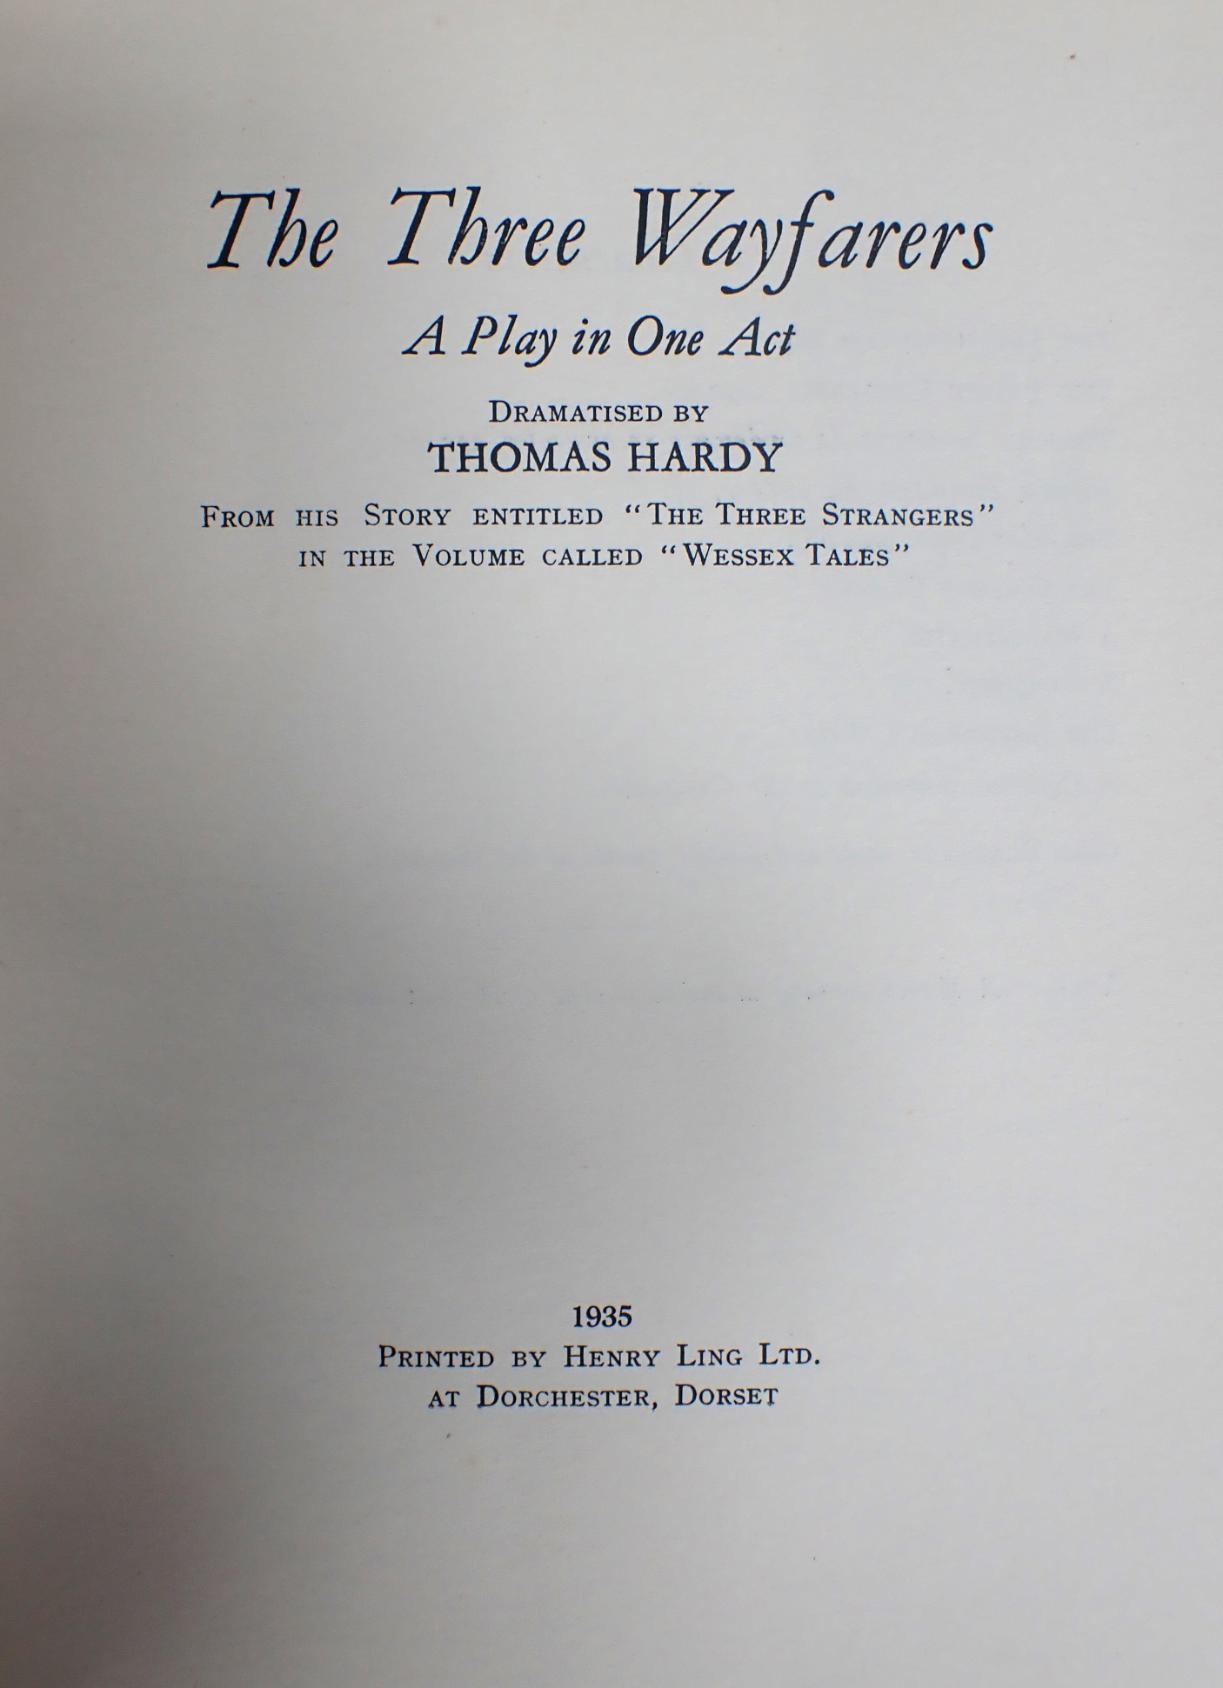 The Three Wayfarers
A Play in One Act
DRAMATISED BY
THOMAS HARDY
FROM HIS STORY ENTITLED “THE THREE STRANGERS”
IN THE VOLUME CALLED “WESSEX TALES”
1935
PRINTED BY HENRY LING LTD.
AT DORCHESTER, DORSET